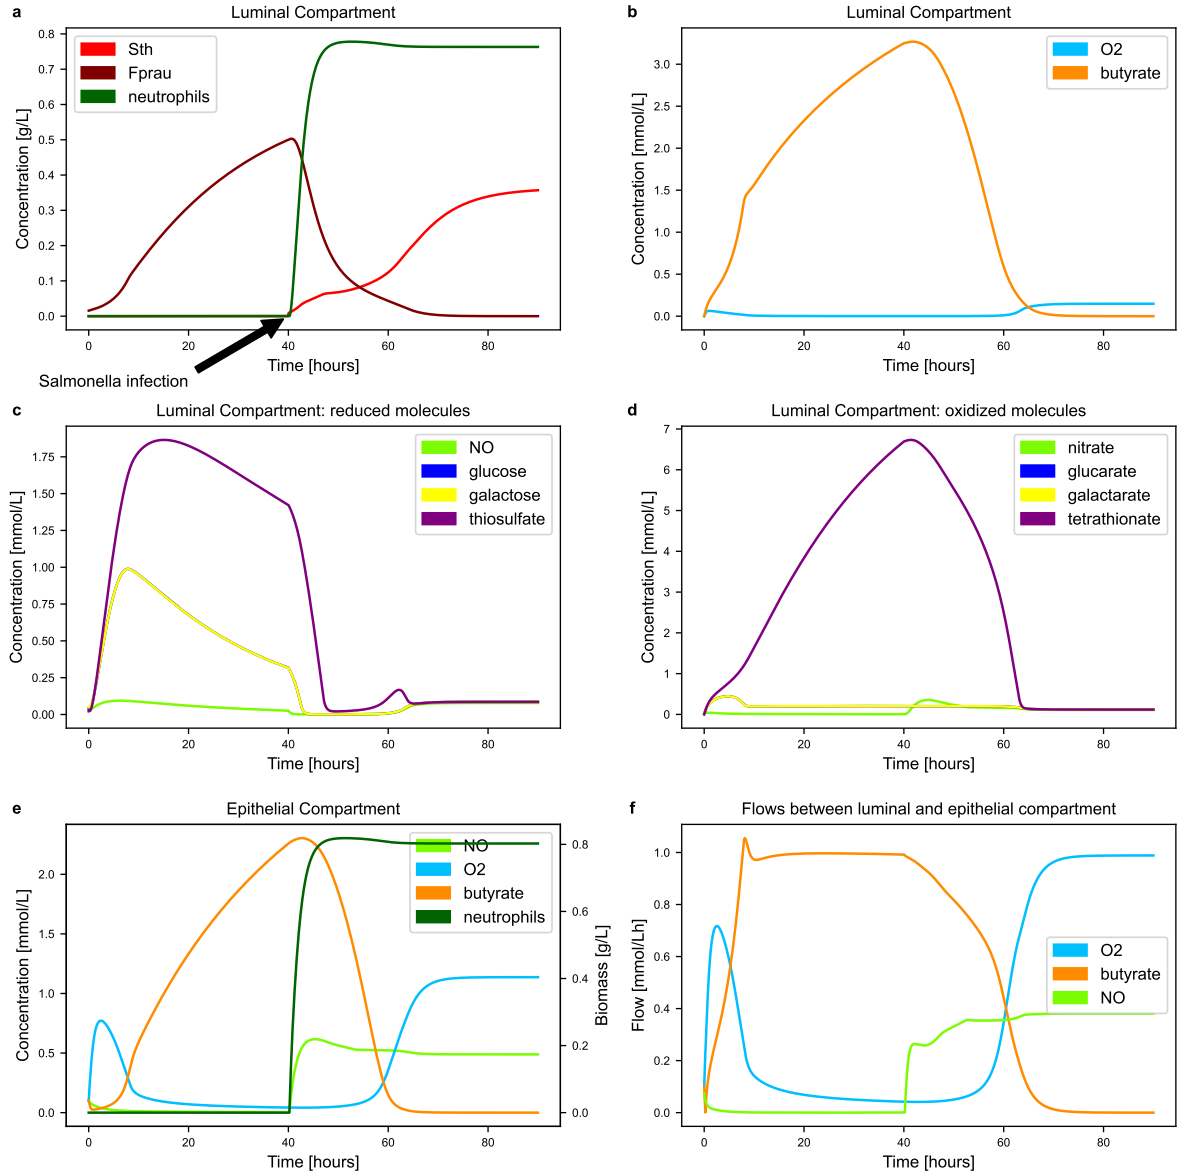 a
Luminal Compartment
0.8
0.7
0.6
0.5
0.4
0.3
0.2
0.1
0.0
Concentration [g/L]
Sth
Fprau
neutrophils
0
20
40
60
80
Time [hours]
Salmonella infection
b
Luminal Compartment
3.0
2.5
2.0
1.5
1.0
0.5
0.0
Concentration [mmol/L]
O2
butyrate
0
20
40
60
80
Time [hours]
c
Luminal Compartment: reduced molecules
1.75
1.50
1.25
1.00
0.75
0.50
0.25
0.00
Concentration [mmol/L]
NO
glucose
galactose
thiosulfate
0
20
40
60
80
Time [hours]
d
Luminal Compartment: oxidized molecules
7
6
5
4
3
2
1
0
Concentration [mmol/L]
nitrate
glucarate
galactarate
tetrathionate
0
20
40
60
80
Time [hours]
e
Epithelial Compartment
2.0
1.5
1.0
0.5
0.0
Concentration [mmol/L]
NO
O2
butyrate
neutrophils
0.8
0.6
0.4
0.2
0.0
Biomass [g/L]
0
20
40
60
80
Time [hours]
f
Flows between luminal and epithelial compartment
1.0
0.8
0.6
0.4
0.2
0.0
Flow [mmol/Lh]
O2
butyrate
NO
0
20
40
60
80
Time [hours]